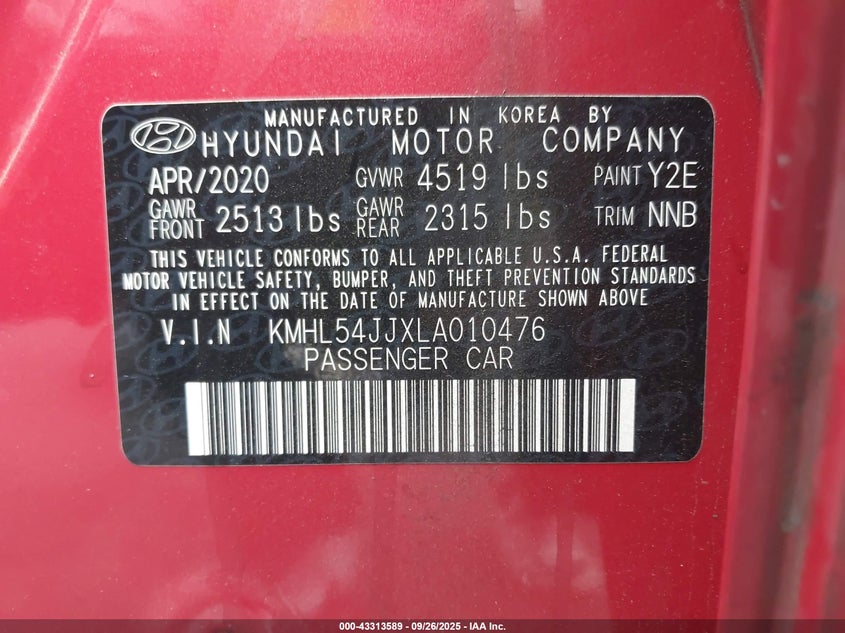 MANUFACTURED IN KOREA BY
HYUNDAI MOTOR COMPANY
APR/2020 GVWR 4519 lbs PAINT Y2E
GAWR FRONT 2513 lbs GAWR REAR 2315 lbs TRIM NNB
THIS VEHICLE CONFORMS TO ALL APPLICABLE U.S.A. FEDERAL
MOTOR VEHICLE SAFETY, BUMPER, AND THEFT PREVENTION STANDARDS
IN EFFECT ON THE DATE OF MANUFACTURE SHOWN ABOVE
V.I.N KMHL54JJXLA010476
PASSENGER CAR
000-43313589 - 09/26/2025 - IAA Inc.